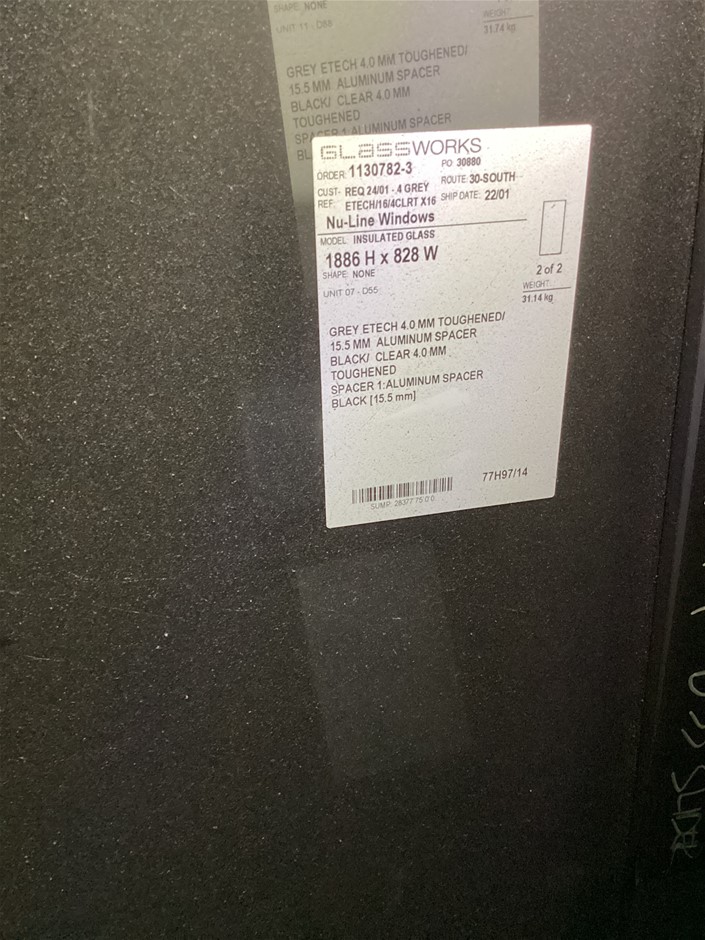 SHAPE: NONE
UNIT 11 - D88
WEIGHT:
31.74 kg
GREY ETECH 4.0 MM TOUGHENED/
15.5 MM ALUMINUM SPACER
BLACK/ CLEAR 4.0 MM
TOUGHENED
SPACER 1:ALUMINUM SPACER
BL
GLASSWORKS
ORDER: 1130782-3
PO: 30880
CUST- REQ 24/01 - 4 GREY
REF: ETECH/16/4CLRT X16
ROUTE: 30-SOUTH
SHIP DATE: 22/01
Nu-Line Windows
MODEL: INSULATED GLASS
1886 H x 828 W
SHAPE: NONE
2 of 2
UNIT 07 - D55
WEIGHT:
31.14 kg
GREY ETECH 4.0 MM TOUGHENED/
15.5 MM ALUMINUM SPACER
BLACK/ CLEAR 4.0 MM
TOUGHENED
SPACER 1:ALUMINUM SPACER
BLACK [15.5 mm]
77H97/14